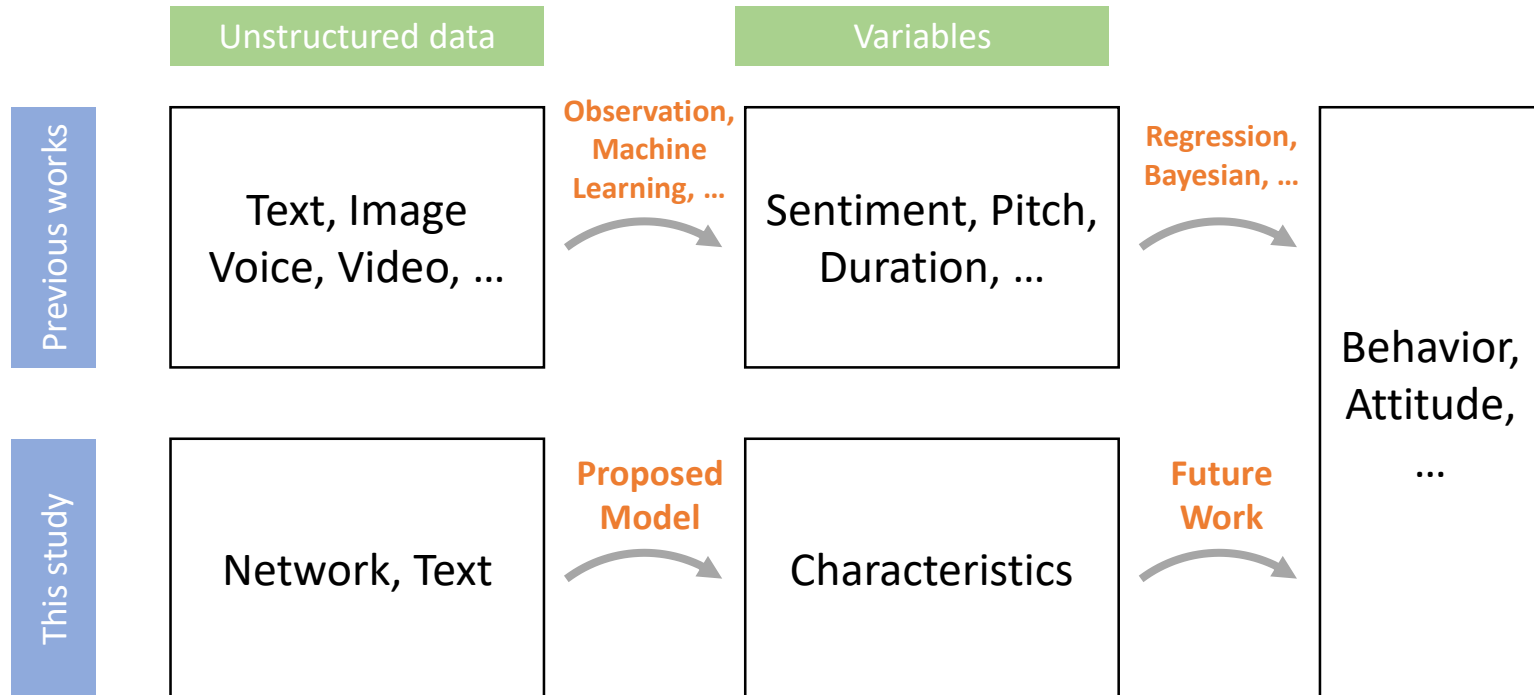 Unstructured data
Variables
Previous works
Text, Image
Voice, Video, ...
Observation,
Machine
Learning, ...
Sentiment, Pitch,
Duration, ...
Regression,
Bayesian, ...
Behavior,
Attitude,
...
This study
Network, Text
Proposed
Model
Characteristics
Future
Work